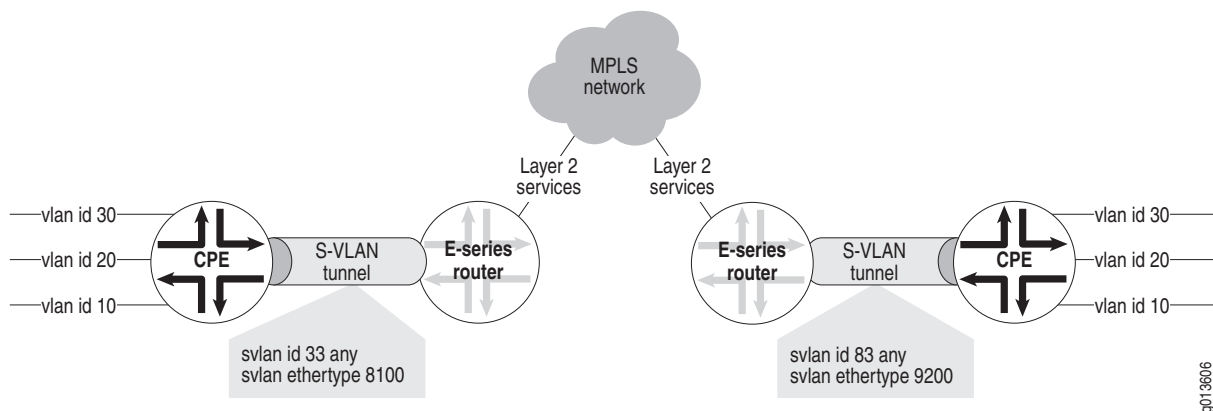 MPLS
network
Layer 2
services
Layer 2
services
vlan id 30
vlan id 20
vlan id 10
CPE
S-VLAN
tunnel
E-series
router
E-series
router
S-VLAN
tunnel
CPE
vlan id 30
vlan id 20
vlan id 10
svlan id 33 any
svlan ethertype 8100
svlan id 83 any
svlan ethertype 9200
g013606